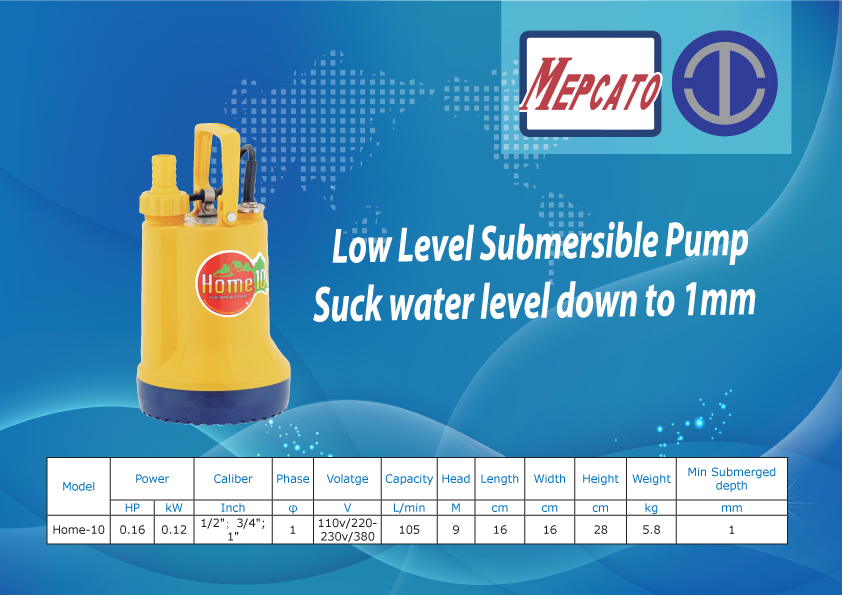 MEPCATO
Low Level Submersible Pump
Suck water level down to 1mm
Home 10
Submersible Pump
Model Power Caliber Phase Volatge Capacity Head Length Width Height Weight Min Submerged depth
HP kW Inch φ V L/min M cm cm cm kg mm
Home-10 0.16 0.12 1/2"; 3/4"; 1" 1 110v/220-230v/380 105 9 16 16 28 5.8 1